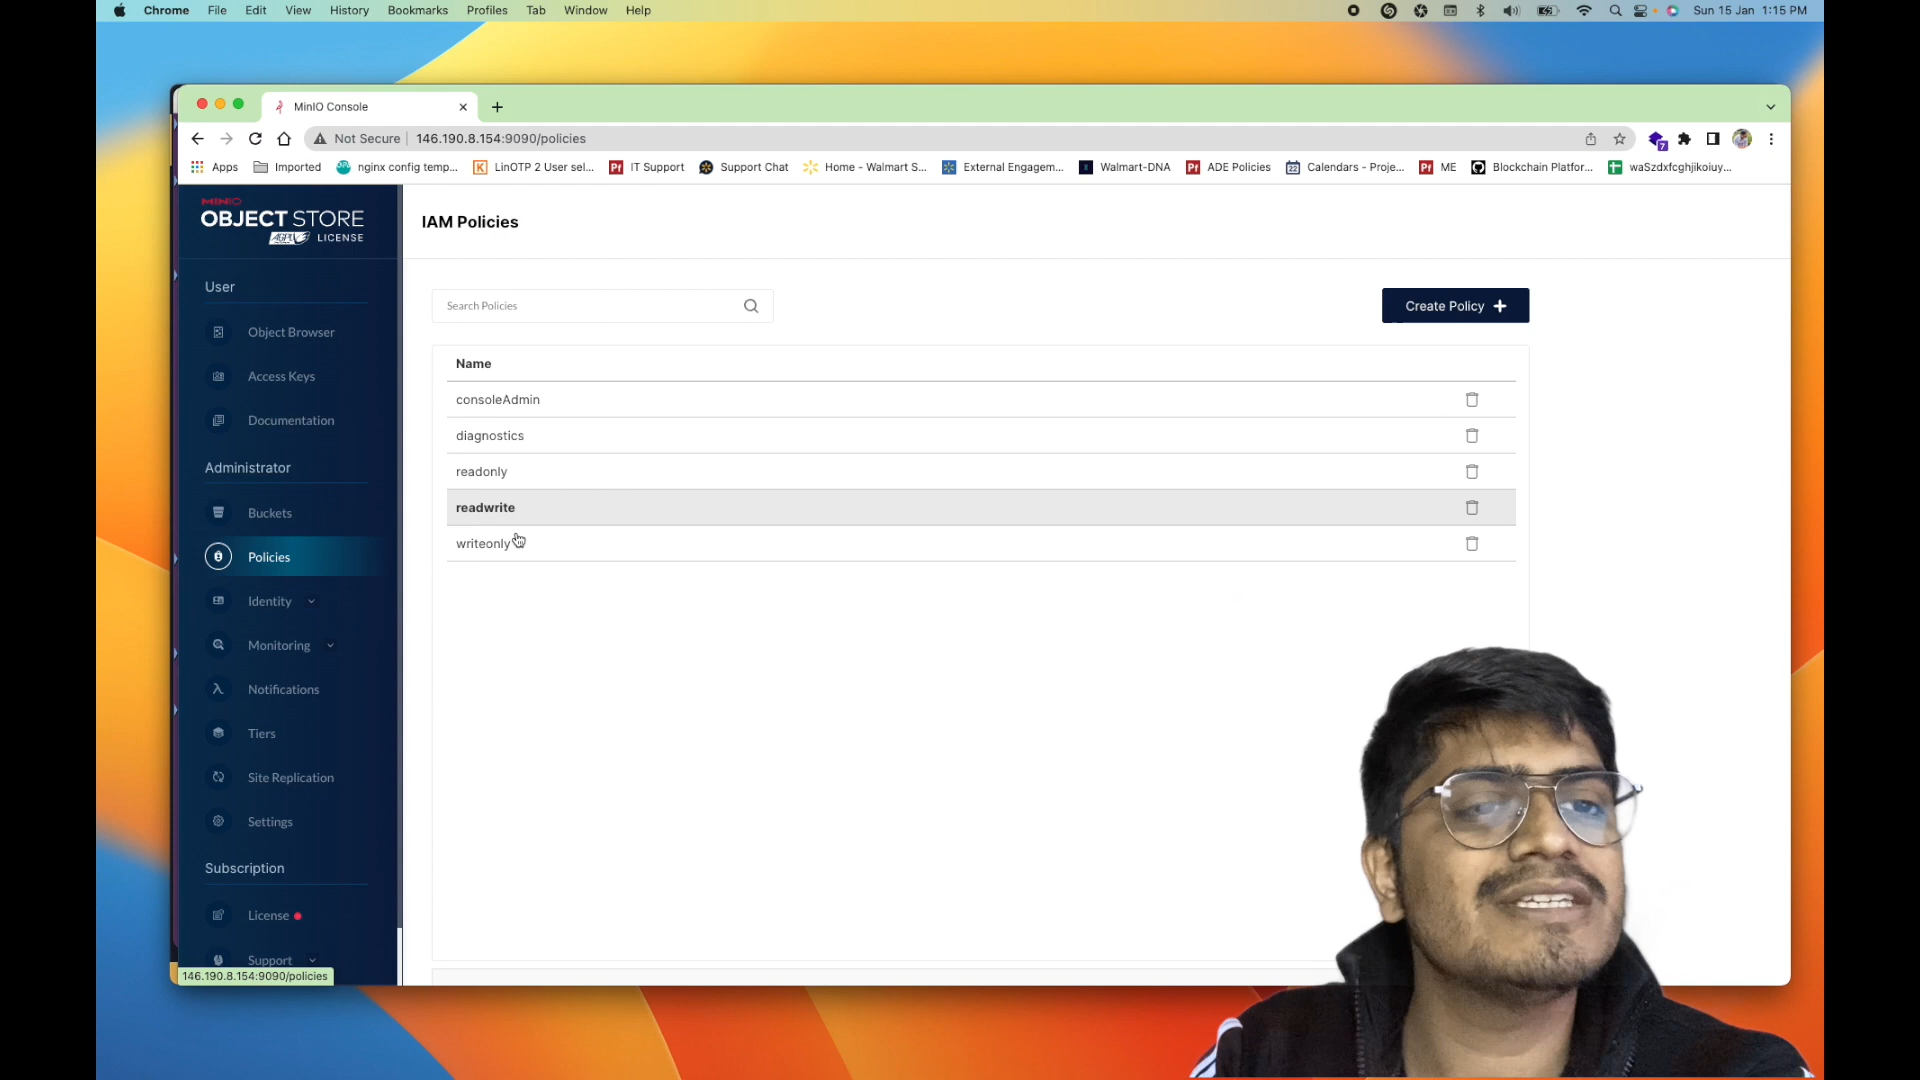 Chrome File Edit View History Bookmarks Profiles Tab Window Help Sun 15 Jan 1:15 PM
MinIO Console
Not Secure 146.190.8.154:9090/policies
7
Apps Imported nginx config temp... LinOTP 2 User sel... IT Support Support Chat Home - Walmart S... External Engagem... Walmart-DNA ADE Policies Calendars - Proje... ME Blockchain Platfor... waSzdxfcghjikoiuy...
MINIO
OBJECT STORE
AGPL LICENSE
User
Object Browser
Access Keys
Documentation
Administrator
Buckets
Policies
Identity
Monitoring
Notifications
Tiers
Site Replication
Settings
Subscription
License
Support
146.190.8.154:9090/policies
IAM Policies
Search Policies
Create Policy +
Name
consoleAdmin
diagnostics
readonly
readwrite
writeonly